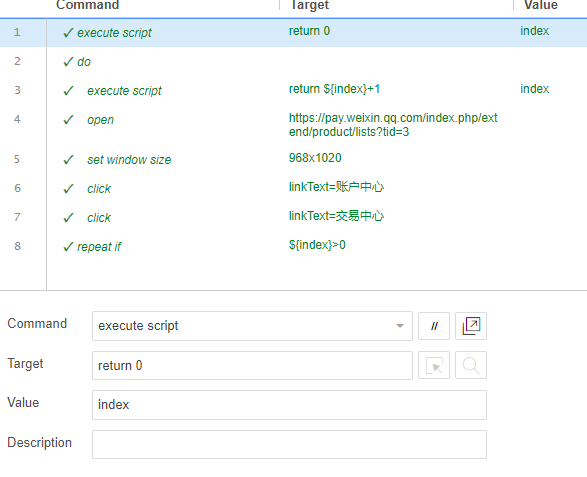 Command Target Value
1 ✓ execute script return 0 index
2 ✓ do
3 ✓ execute script return ${index}+1 index
4 ✓ open https://pay.weixin.qq.com/index.php/ext
end/product/lists?tid=3
5 ✓ set window size 968x1020
6 ✓ click linkText=账户中心
7 ✓ click linkText=交易中心
8 ✓ repeat if ${index}>0
Command execute script //
Target return 0
Value index
Description